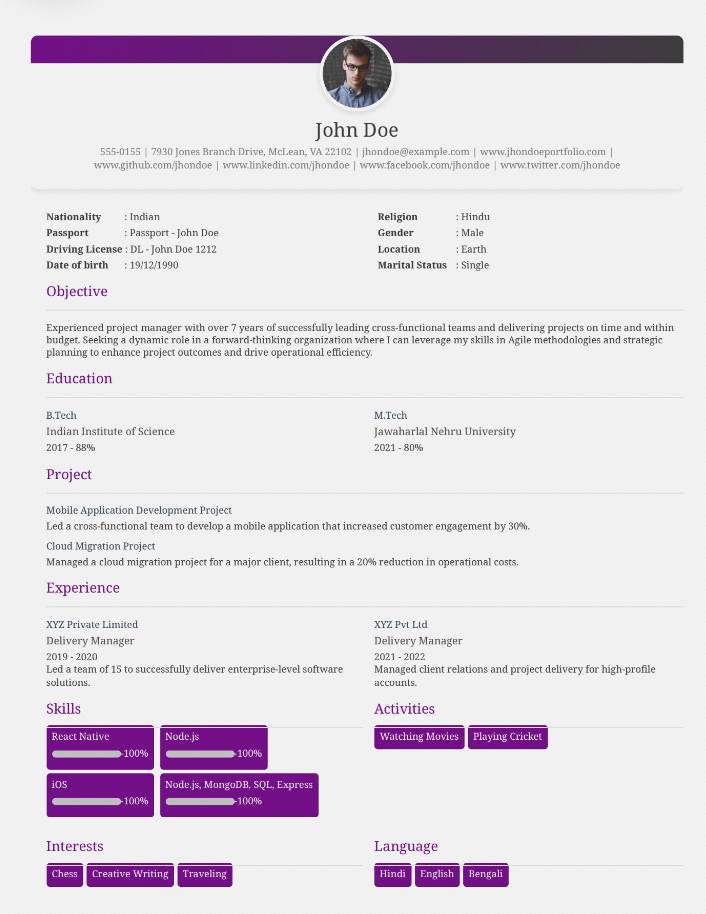 John Doe
555-0155 | 7930 Jones Branch Drive, McLean, VA 22102 | jhondoe@example.com | www.jhondoeportfolio.com |
www.github.com/jhondoe | www.linkedin.com/jhondoe | www.facebook.com/jhondoe | www.twitter.com/jhondoe
Nationality : Indian
Passport : Passport - John Doe
Driving License : DL - John Doe 1212
Date of birth : 19/12/1990
Religion : Hindu
Gender : Male
Location : Earth
Marital Status : Single
Objective
Experienced project manager with over 7 years of successfully leading cross-functional teams and delivering projects on time and within
budget. Seeking a dynamic role in a forward-thinking organization where I can leverage my skills in Agile methodologies and strategic
planning to enhance project outcomes and drive operational efficiency.
Education
B.Tech
Indian Institute of Science
2017 - 88%
M.Tech
Jawaharlal Nehru University
2021 - 80%
Project
Mobile Application Development Project
Led a cross-functional team to develop a mobile application that increased customer engagement by 30%.
Cloud Migration Project
Managed a cloud migration project for a major client, resulting in a 20% reduction in operational costs.
Experience
XYZ Private Limited
Delivery Manager
2019 - 2020
Led a team of 15 to successfully deliver enterprise-level software
solutions.
XYZ Pvt Ltd
Delivery Manager
2021 - 2022
Managed client relations and project delivery for high-profile
accounts.
Skills
React Native
-100%
Node.js
-100%
iOS
-100%
Node.js, MongoDB, SQL, Express
-100%
Activities
Watching Movies
Playing Cricket
Interests
Chess
Creative Writing
Traveling
Language
Hindi
English
Bengali